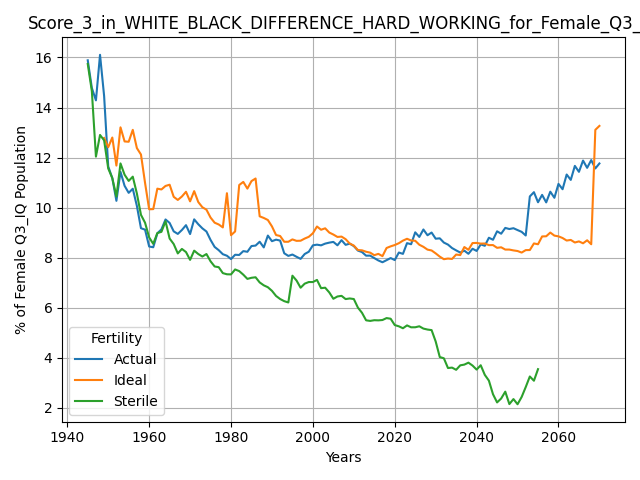 Score_3_in_WHITE_BLACK_DIFFERENCE_HARD_WORKING_for_Female_Q3_
16
14
12
10
8
6
4
2
% of Female Q3_IQ Population
Fertility
Actual
Ideal
Sterile
1940 1960 1980 2000 2020 2040 2060
Years